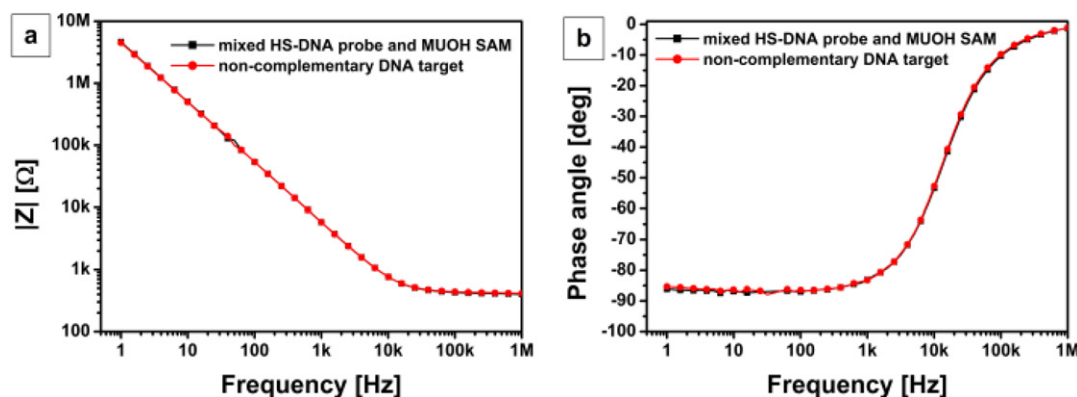 a
mixed HS-DNA probe and MUOH SAM
non-complementary DNA target
|Z| [Ω]
10M
1M
100k
10k
1k
100
1 10 100 1k 10k 100k 1M
Frequency [Hz]
b
mixed HS-DNA probe and MUOH SAM
non-complementary DNA target
Phase angle [deg]
0
-10
-20
-30
-40
-50
-60
-70
-80
-90
-100
1 10 100 1k 10k 100k 1M
Frequency [Hz]